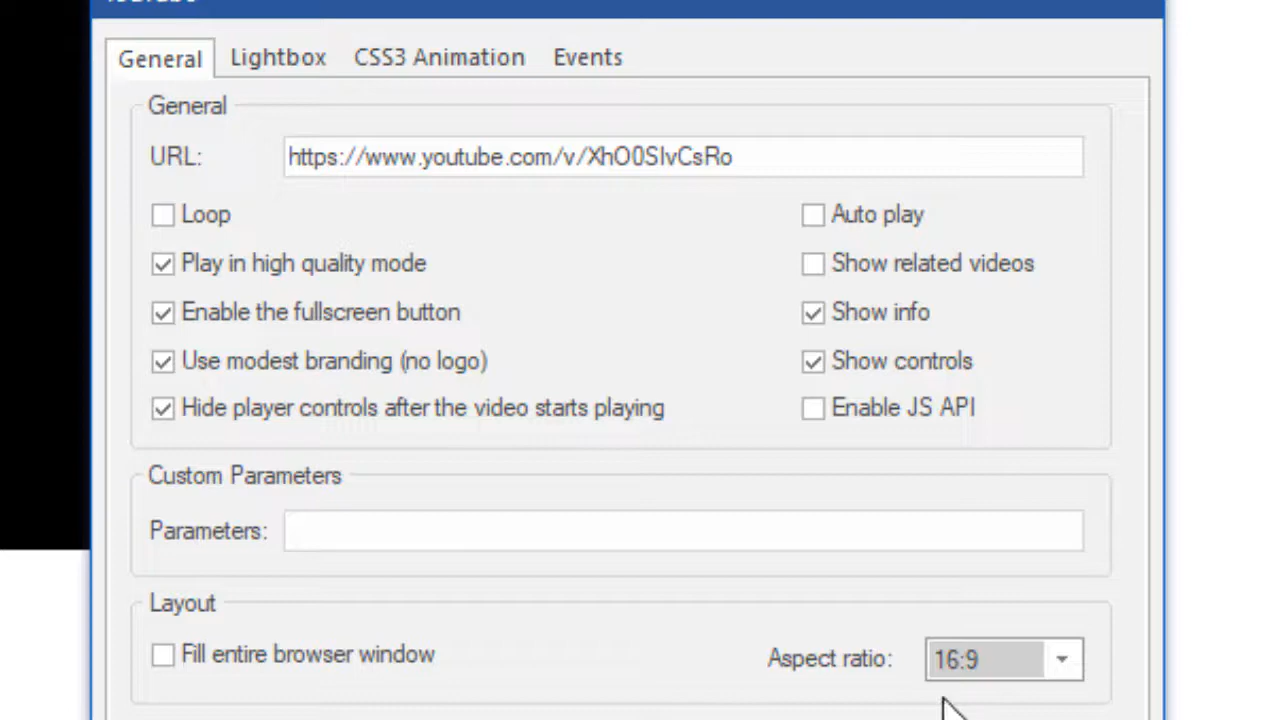 YouTube
General Lightbox CSS3 Animation Events
General
URL: https://www.youtube.com/v/XhO0SIvCsRo
Loop Auto play
Play in high quality mode Show related videos
Enable the fullscreen button Show info
Use modest branding (no logo) Show controls
Hide player controls after the video starts playing Enable JS API
Custom Parameters
Parameters:
Layout
Fill entire browser window Aspect ratio: 16:9